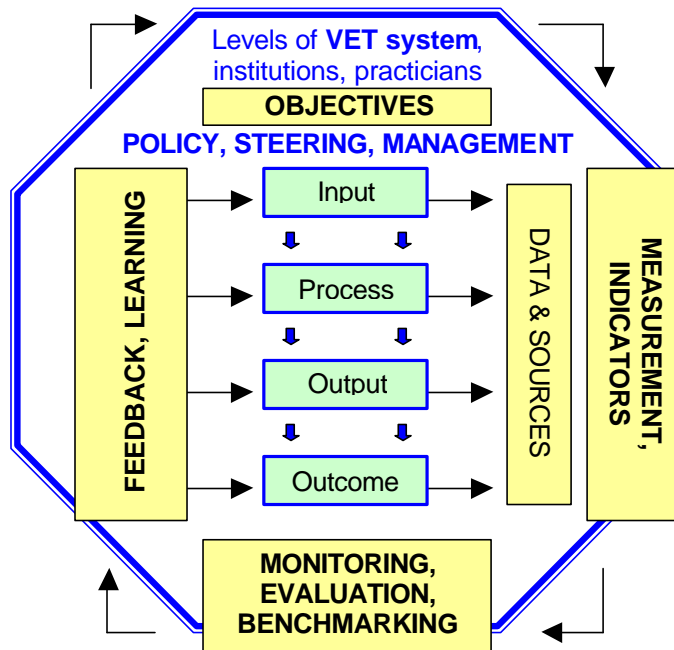 Levels of VET system,
institutions, practicians
OBJECTIVES
POLICY, STEERING, MANAGEMENT
FEEDBACK, LEARNING
Input
Process
Output
Outcome
DATA & SOURCES
MEASUREMENT,
INDICATORS
MONITORING,
EVALUATION,
BENCHMARKING